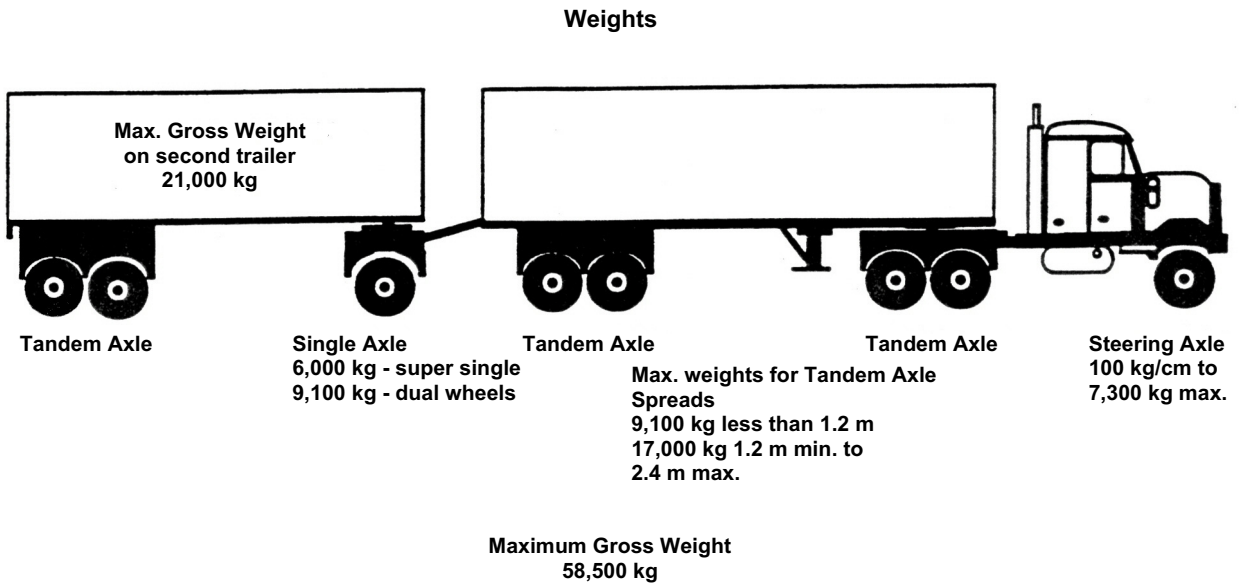 Weights
Max. Gross Weight
on second trailer
21,000 kg
Tandem Axle
Single Axle
6,000 kg - super single
9,100 kg - dual wheels
Tandem Axle
Max. weights for Tandem Axle
Spreads
9,100 kg less than 1.2 m
17,000 kg 1.2 m min. to
2.4 m max.
Tandem Axle
Steering Axle
100 kg/cm to
7,300 kg max.
Maximum Gross Weight
58,500 kg